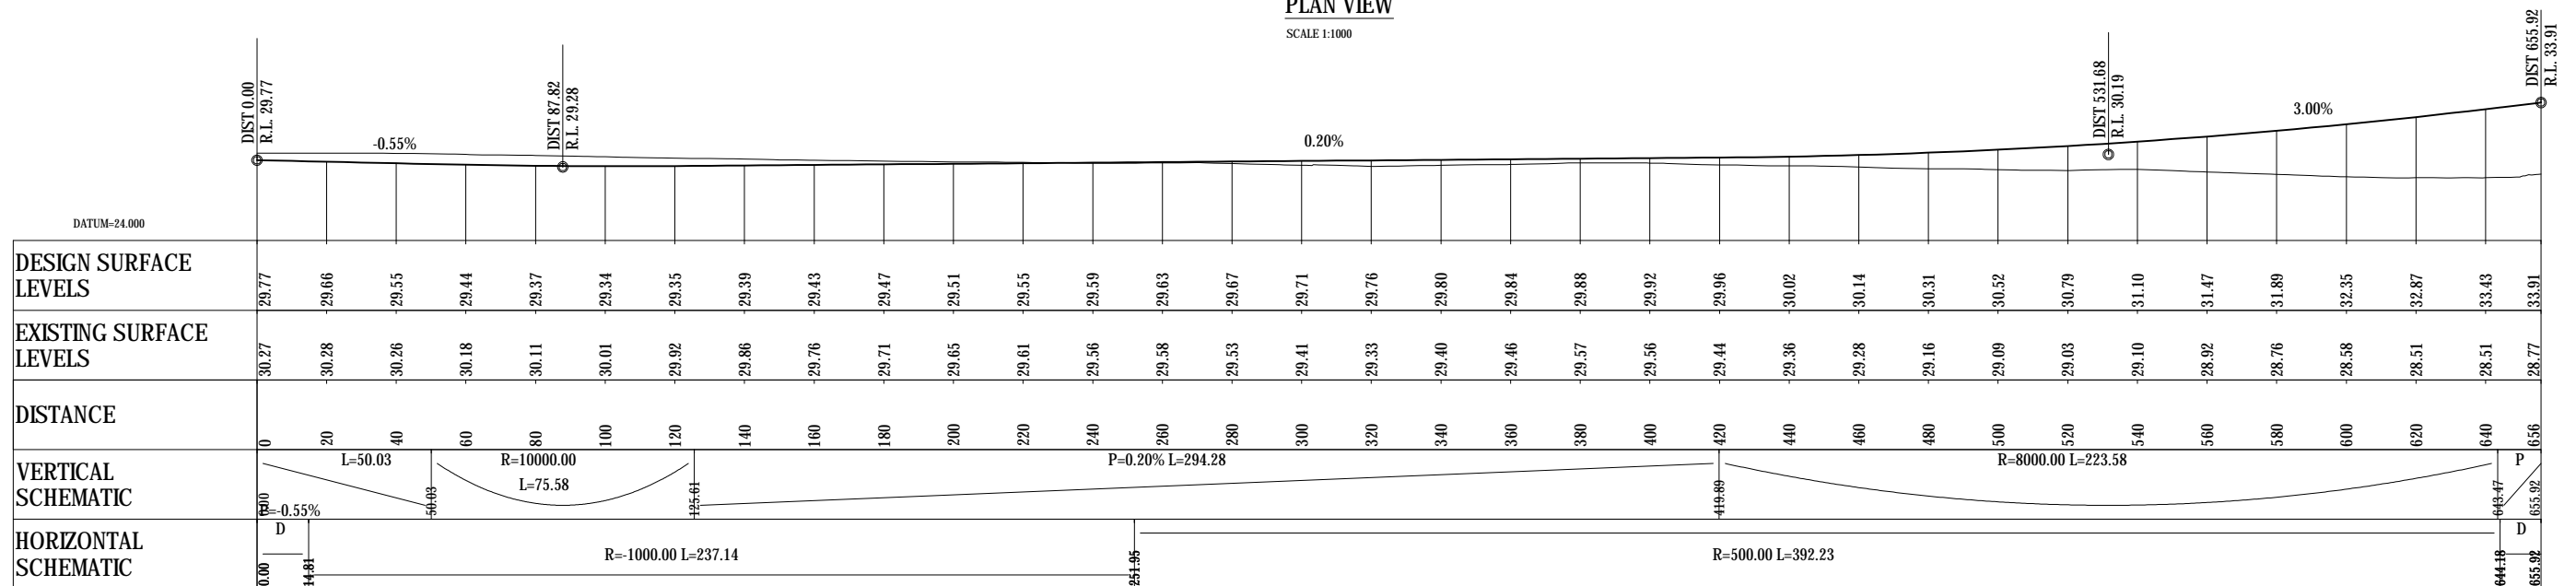 PLAN VIEW
SCALE 1:1000
DIST 0.00
R.L. 29.77
-0.55%
DIST 87.82
R.L. 29.28
0.20%
DIST 531.68
R.L. 30.19
3.00%
DIST 655.92
R.L. 33.91
DATUM=24.000
DESIGN SURFACE
LEVELS
29.77 29.66 29.55 29.44 29.37 29.34 29.35 29.39 29.43 29.47 29.51 29.55 29.59 29.63 29.67 29.71 29.76 29.80 29.84 29.88 29.92 29.96 30.02 30.14 30.31 30.52 30.79 31.10 31.47 31.89 32.35 32.87 33.43 33.91
EXISTING SURFACE
LEVELS
30.27 30.28 30.26 30.18 30.11 30.01 29.92 29.86 29.76 29.71 29.65 29.61 29.56 29.58 29.53 29.41 29.33 29.40 29.46 29.57 29.56 29.44 29.36 29.28 29.16 29.09 29.03 29.10 28.92 28.76 28.58 28.51 28.51 28.77
DISTANCE
0 20 40 60 80 100 120 140 160 180 200 220 240 260 280 300 320 340 360 380 400 420 440 460 480 500 520 540 560 580 600 620 640 656
VERTICAL
SCHEMATIC
L=50.03 R=10000.00 P=0.20% L=294.28 R=8000.00 L=223.58 P
L=75.58
50.03 125.61 419.89 643.47 655.92
=-0.55%
HORIZONTAL
SCHEMATIC
D R=-1000.00 L=237.14 R=500.00 L=392.23 D
0.00 14.81 251.95 644.18 655.92